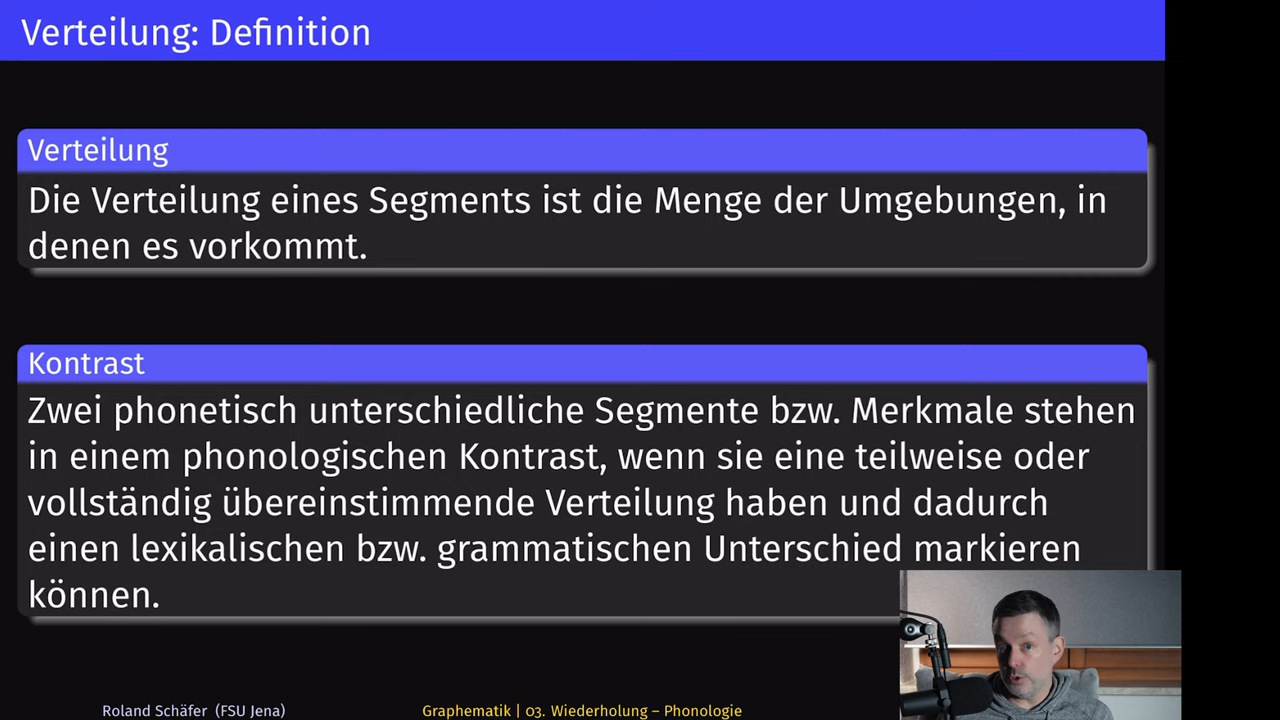 Verteilung: Definition
Verteilung
Die Verteilung eines Segments ist die Menge der Umgebungen, in
denen es vorkommt.
Kontrast
Zwei phonetisch unterschiedliche Segmente bzw. Merkmale stehen
in einem phonologischen Kontrast, wenn sie eine teilweise oder
vollständig übereinstimmende Verteilung haben und dadurch
einen lexikalischen bzw. grammatischen Unterschied markieren
können.
Roland Schäfer (FSU Jena)
Graphematik | 03. Wiederholung – Phonologie